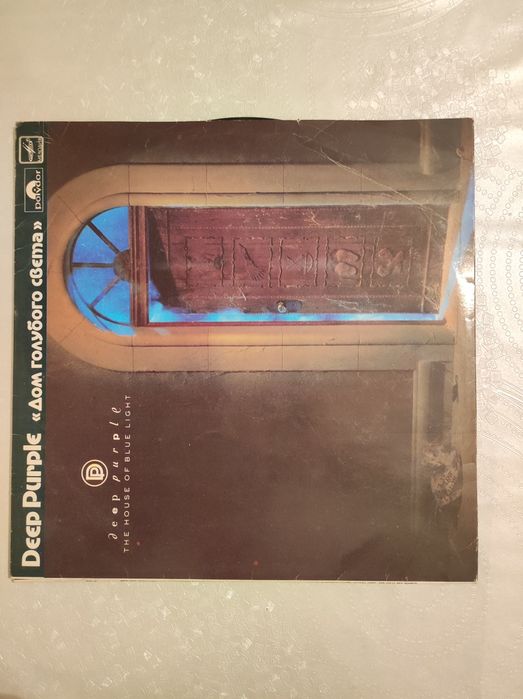 Deep Purple «Дом голубого света»
polydor
deep purple
THE HOUSE OF BLUE LIGHT